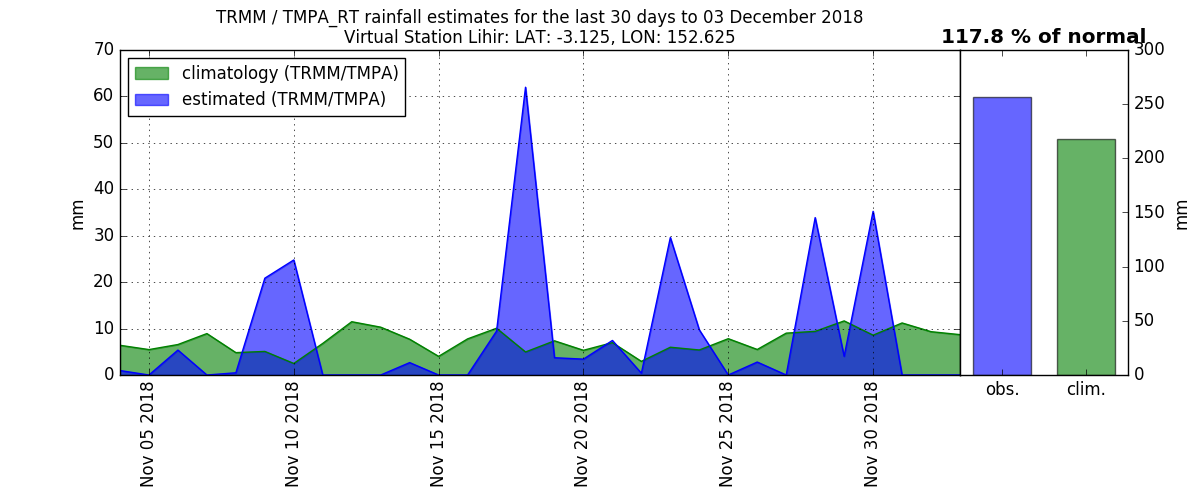 TRMM / TMPA_RT rainfall estimates for the last 30 days to 03 December 2018
Virtual Station Lihir: LAT: -3.125, LON: 152.625
117.8 % of normal
climatology (TRMM/TMPA)
estimated (TRMM/TMPA)
70
60
50
40
30
20
10
0
mm
Nov 05 2018
Nov 10 2018
Nov 15 2018
Nov 20 2018
Nov 25 2018
Nov 30 2018
obs.
clim.
300
250
200
150
100
50
0
mm